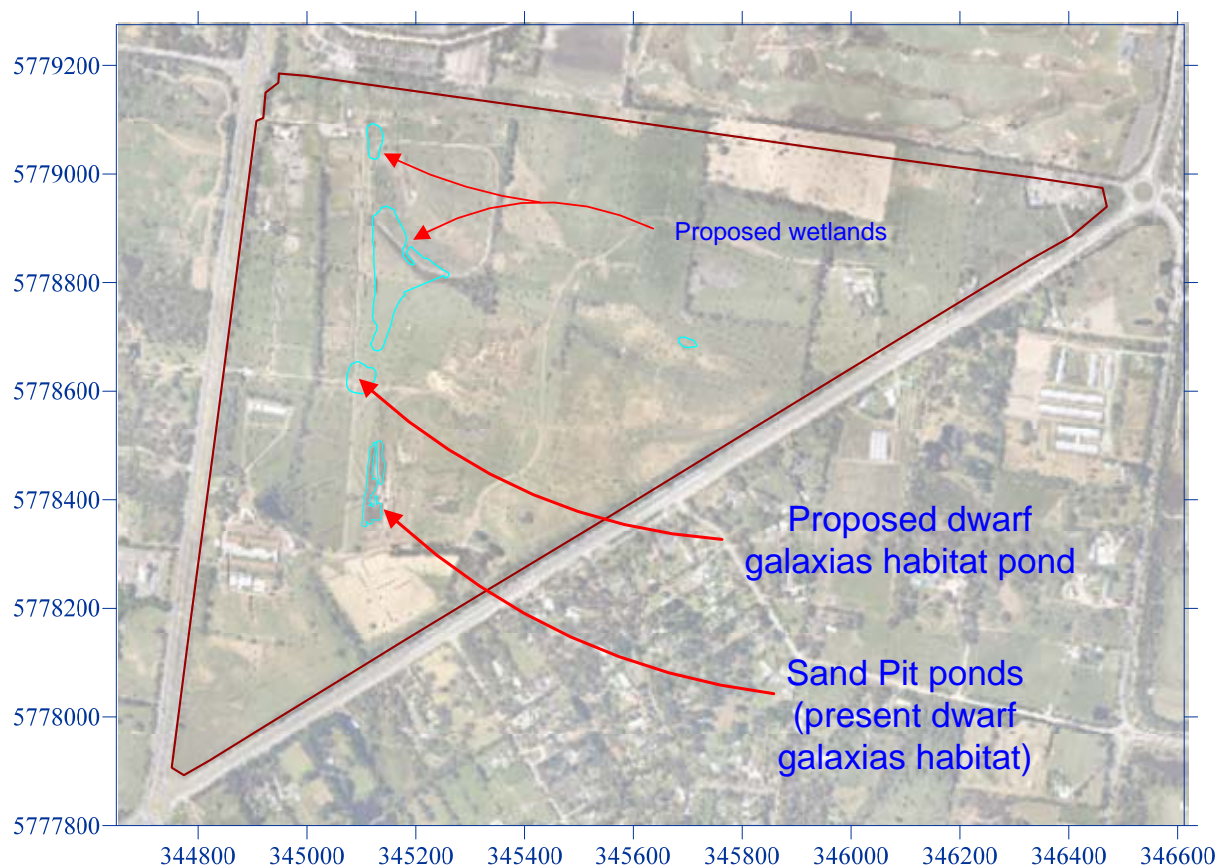 5779200
5779000
5778800
5778600
5778400
5778200
5778000
5777800
Proposed wetlands
Proposed dwarf
galaxias habitat pond
Sand Pit ponds
(present dwarf
galaxias habitat)
344800 345000 345200 345400 345600 345800 346000 346200 346400 346600